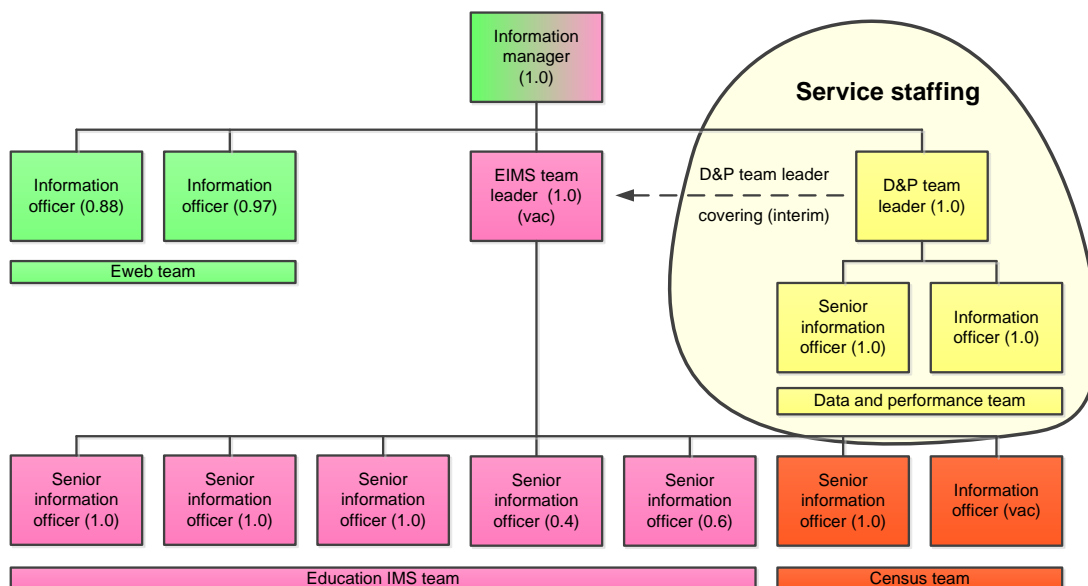 Information
manager
(1.0)
Service staffing
Information
officer (0.88)
Information
officer (0.97)
EIMS team
leader  (1.0)
(vac)
D&P team leader
covering (interim)
D&P team
leader (1.0)
Eweb team
Senior
information
officer (1.0)
Information
officer (1.0)
Data and performance team
Senior
information
officer (1.0)
Senior
information
officer (1.0)
Senior
information
officer (1.0)
Senior
information
officer (0.4)
Senior
information
officer (0.6)
Senior
information
officer (1.0)
Information
officer (vac)
Education IMS team
Census team